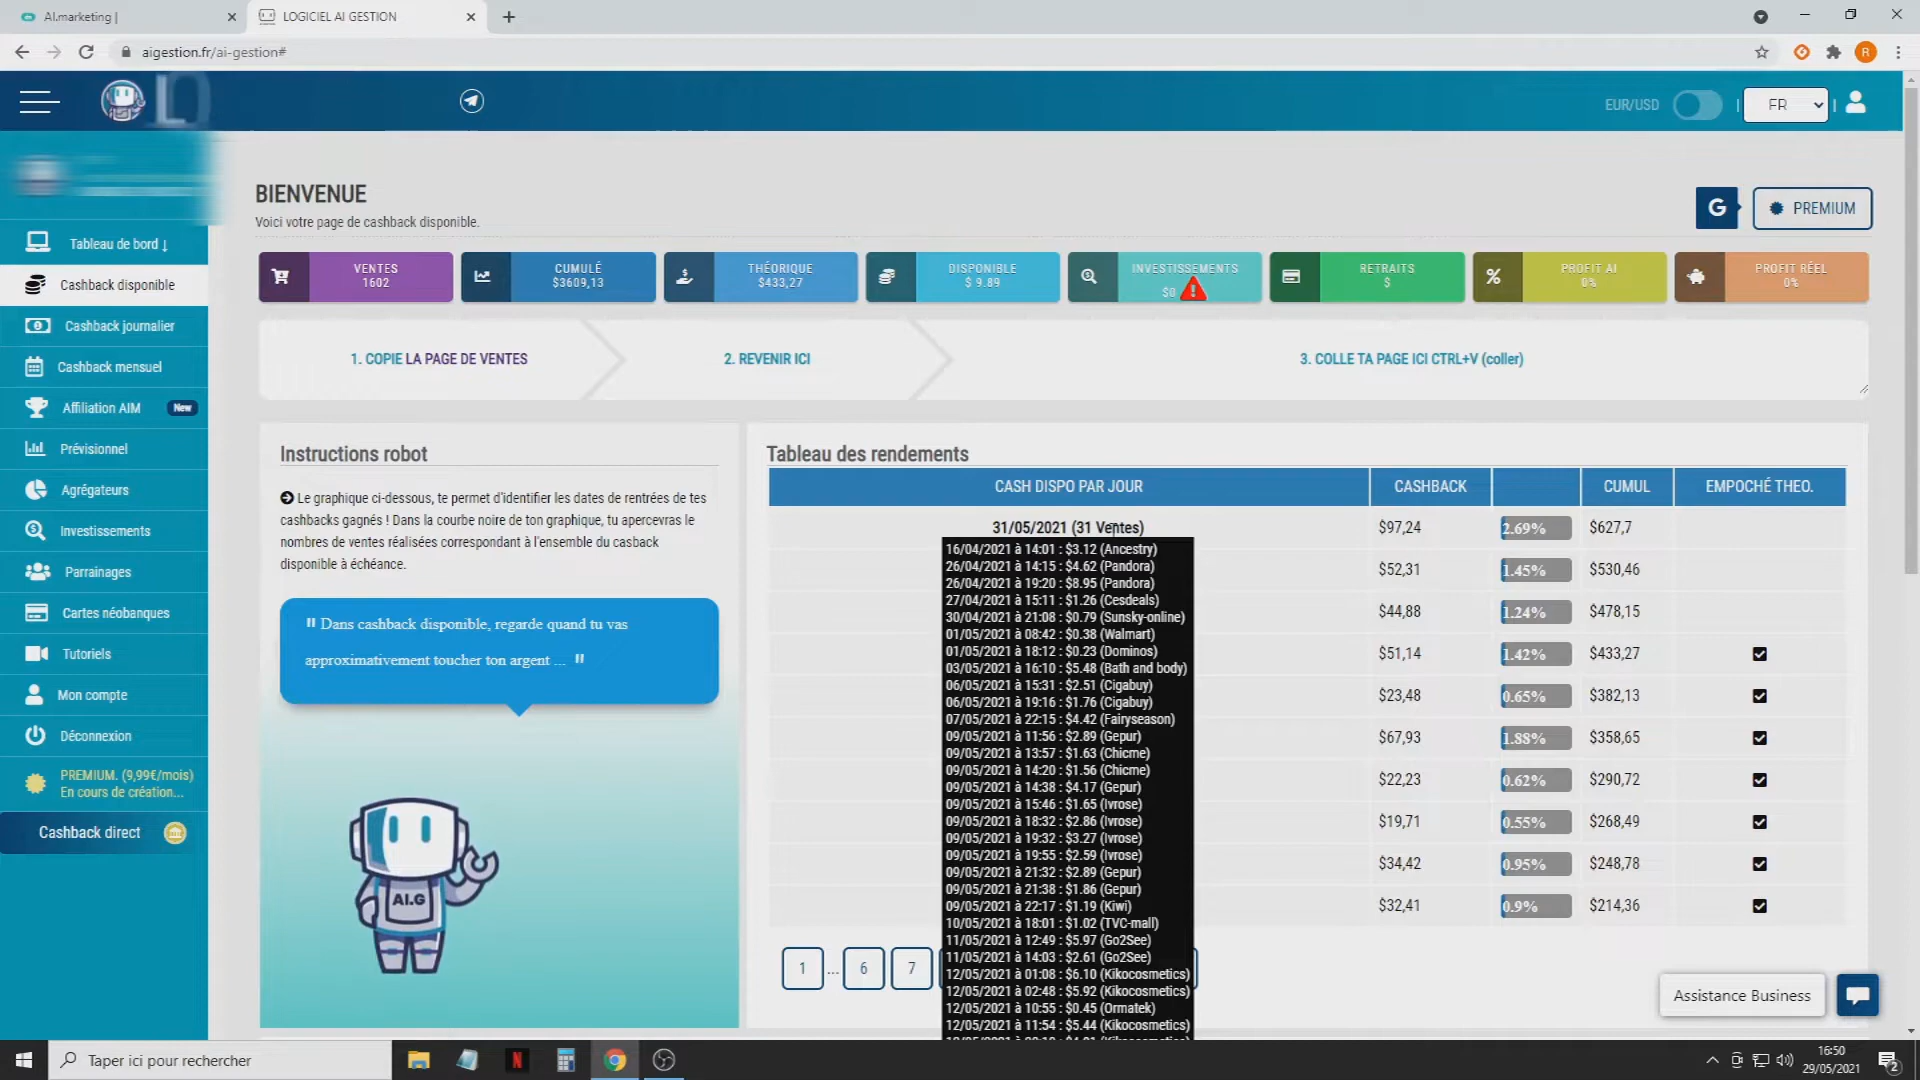 AI.marketing |
LOGICIEL AI GESTION
aigestion.fr/ai-gestion#
R
EUR/USD
| FR |
BIENVENUE
Voici votre page de cashback disponible.
G
PREMIUM
Tableau de bord ↓
Cashback disponible
Cashback journalier
Cashback mensuel
Affiliation AIM New
Prévisionnel
Agrégateurs
Investissements
Parrainages
Cartes néobanques
Tutoriels
Mon compte
Déconnexion
PREMIUM. (9,99€/mois)
En cours de création...
Cashback direct
VENTES
1602
CUMULÉ
$3609,13
THÉORIQUE
$433,27
DISPONIBLE
$ 9.89
INVESTISSEMENTS
$0
RETRAITS
$
PROFIT AI
0%
PROFIT RÉEL
0%
1. COPIE LA PAGE DE VENTES
2. REVENIR ICI
3. COLLE TA PAGE ICI CTRL+V (coller)
Instructions robot
Le graphique ci-dessous, te permet d'identifier les dates de rentrées de tes
cashbacks gagnés ! Dans la courbe noire de ton graphique, tu apercevras le
nombres de ventes réalisées correspondant à l'ensemble du casback
disponible à échéance.
" Dans cashback disponible, regarde quand tu vas
approximativement toucher ton argent ... "
AI.G
Tableau des rendements
CASH DISPO PAR JOUR CASHBACK CUMUL EMPOCHÉ THEO.
31/05/2021 (31 Ventes) $97,24 2.69% $627,7
$52,31 1.45% $530,46
$44,88 1.24% $478,15
$51,14 1.42% $433,27
$23,48 0.65% $382,13
$67,93 1.88% $358,65
$22,23 0.62% $290,72
$19,71 0.55% $268,49
$34,42 0.95% $248,78
$32,41 0.9% $214,36
16/04/2021 à 14:01 : $3.12 (Ancestry)
26/04/2021 à 14:15 : $4.62 (Pandora)
26/04/2021 à 19:20 : $8.95 (Pandora)
27/04/2021 à 15:11 : $1.26 (Cesdeals)
30/04/2021 à 21:08 : $0.79 (Sunsky-online)
01/05/2021 à 08:42 : $0.38 (Walmart)
01/05/2021 à 18:12 : $0.23 (Dominos)
03/05/2021 à 16:10 : $5.48 (Bath and body)
06/05/2021 à 15:31 : $2.51 (Cigabuy)
06/05/2021 à 19:16 : $1.76 (Cigabuy)
07/05/2021 à 22:15 : $4.42 (Fairyseason)
09/05/2021 à 11:56 : $2.89 (Gepur)
09/05/2021 à 13:57 : $1.63 (Chicme)
09/05/2021 à 14:20 : $1.56 (Chicme)
09/05/2021 à 14:38 : $4.17 (Gepur)
09/05/2021 à 15:46 : $1.65 (Ivrose)
09/05/2021 à 18:32 : $2.86 (Ivrose)
09/05/2021 à 19:32 : $3.27 (Ivrose)
09/05/2021 à 19:55 : $2.59 (Ivrose)
09/05/2021 à 21:32 : $2.89 (Gepur)
09/05/2021 à 21:38 : $1.86 (Gepur)
09/05/2021 à 22:17 : $1.19 (Kiwi)
10/05/2021 à 18:01 : $1.02 (TVC-mall)
11/05/2021 à 12:49 : $5.97 (Go2See)
11/05/2021 à 14:03 : $2.61 (Go2See)
12/05/2021 à 01:08 : $6.10 (Kikocosmetics)
12/05/2021 à 02:48 : $5.92 (Kikocosmetics)
12/05/2021 à 10:55 : $0.45 (Ormatek)
12/05/2021 à 11:54 : $5.44 (Kikocosmetics)
1 ... 6 7
Assistance Business
Taper ici pour rechercher
N
16:50
29/05/2021
2